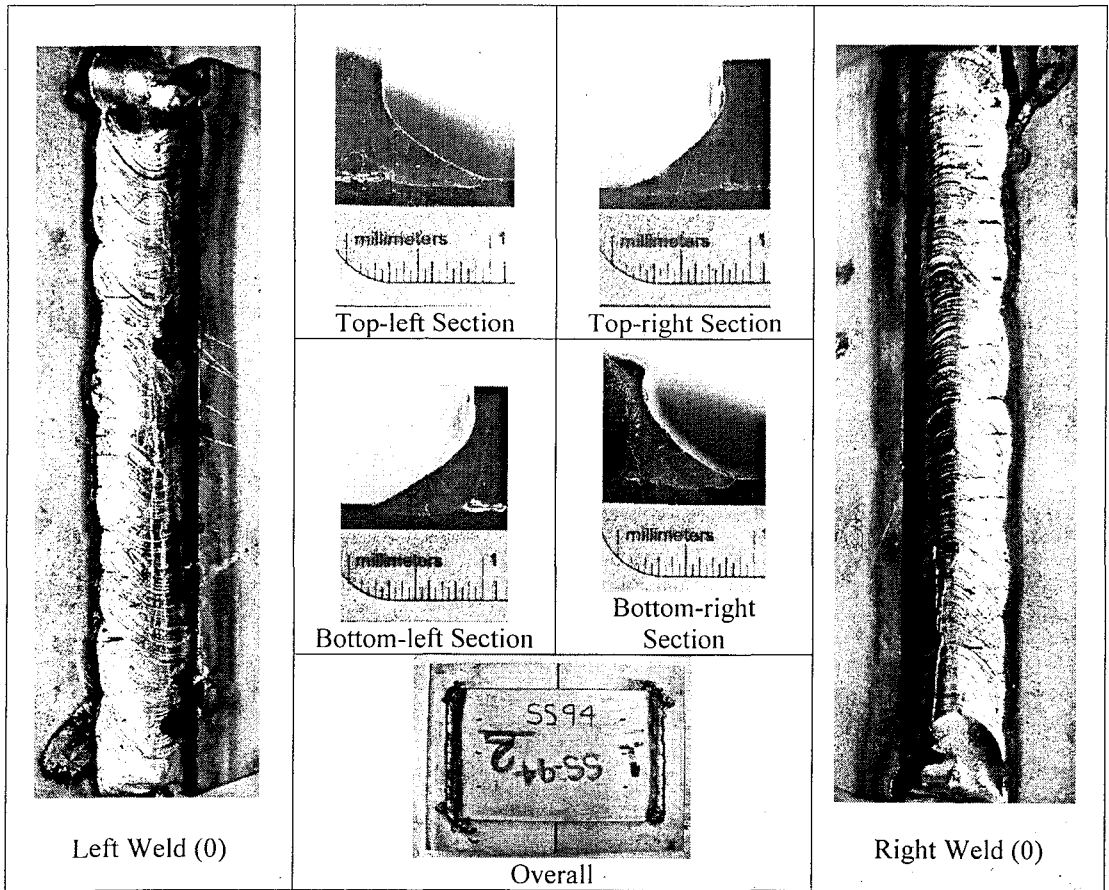 millimeters 1
Top-left Section
millimeters 1
Top-right Section
millimeters 1
Bottom-left Section
millimeters 1
Bottom-right
Section
SS94
SS-94-2
Overall
Left Weld (0)
Right Weld (0)